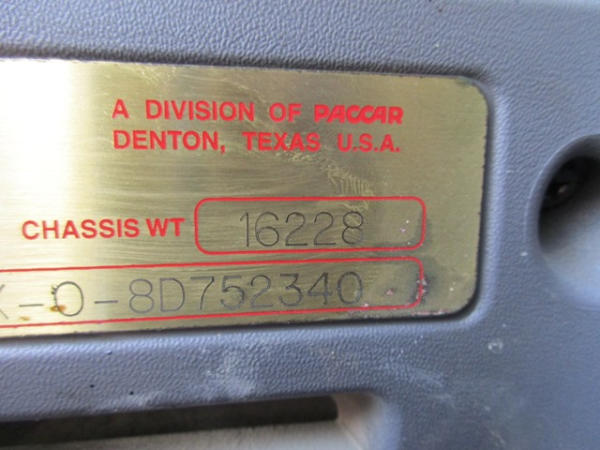 A DIVISION OF PACCAR
DENTON, TEXAS U.S.A.
CHASSIS WT 16228
X-0-8D752340